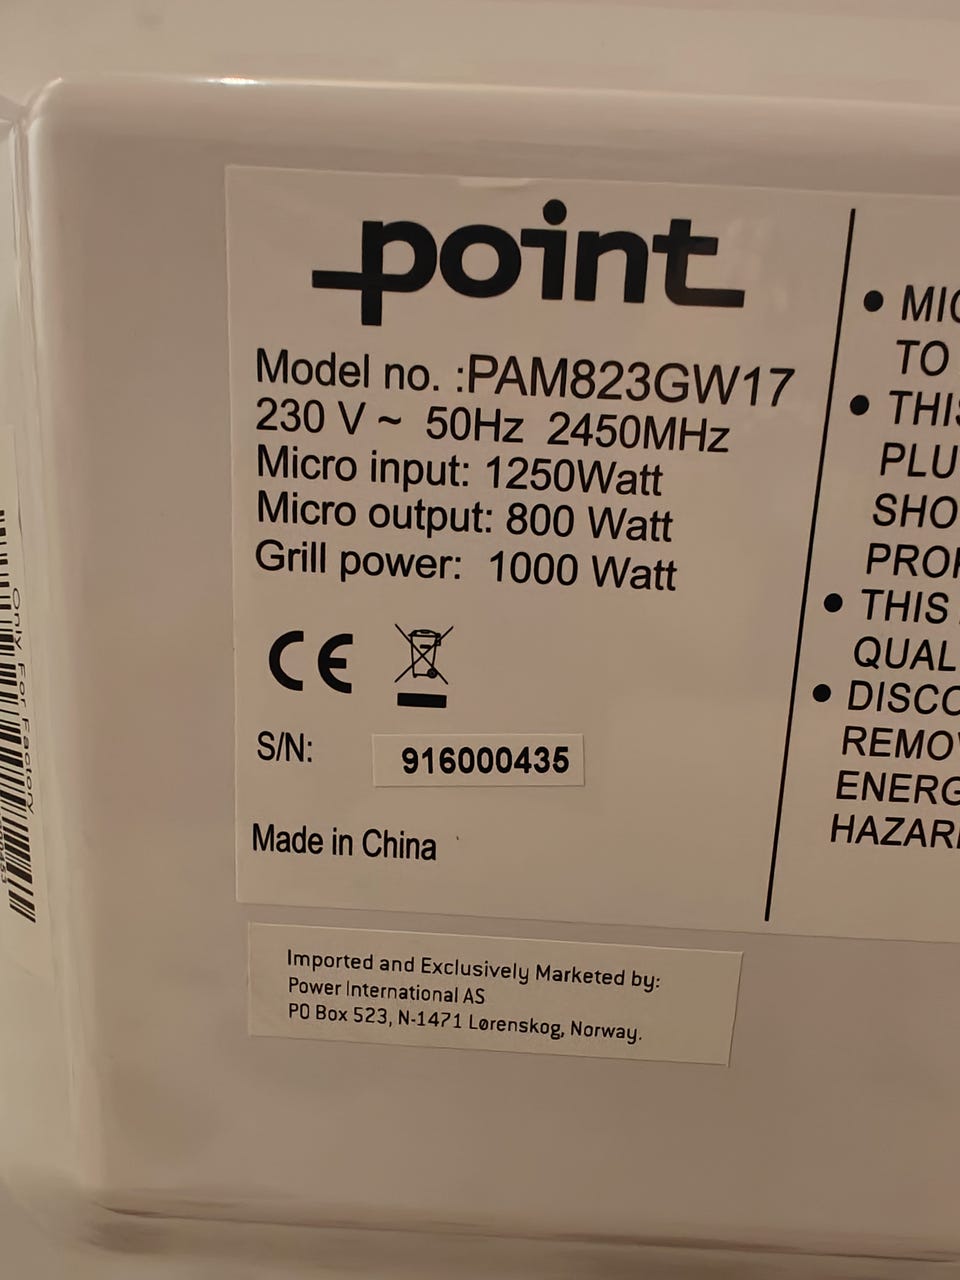 point
Model no. :PAM823GW17
230 V ~ 50Hz 2450MHz
Micro input: 1250Watt
Micro output: 800 Watt
Grill power: 1000 Watt
CE
S/N: 916000435
Made in China
Imported and Exclusively Marketed by:
Power International AS
PO Box 523, N-1471 Lørenskog, Norway.
• MIC
TO
• THIS
PLU
SHO
PROP
• THIS
QUAL
• DISCO
REMOV
ENERG
HAZAR
Only For Factory